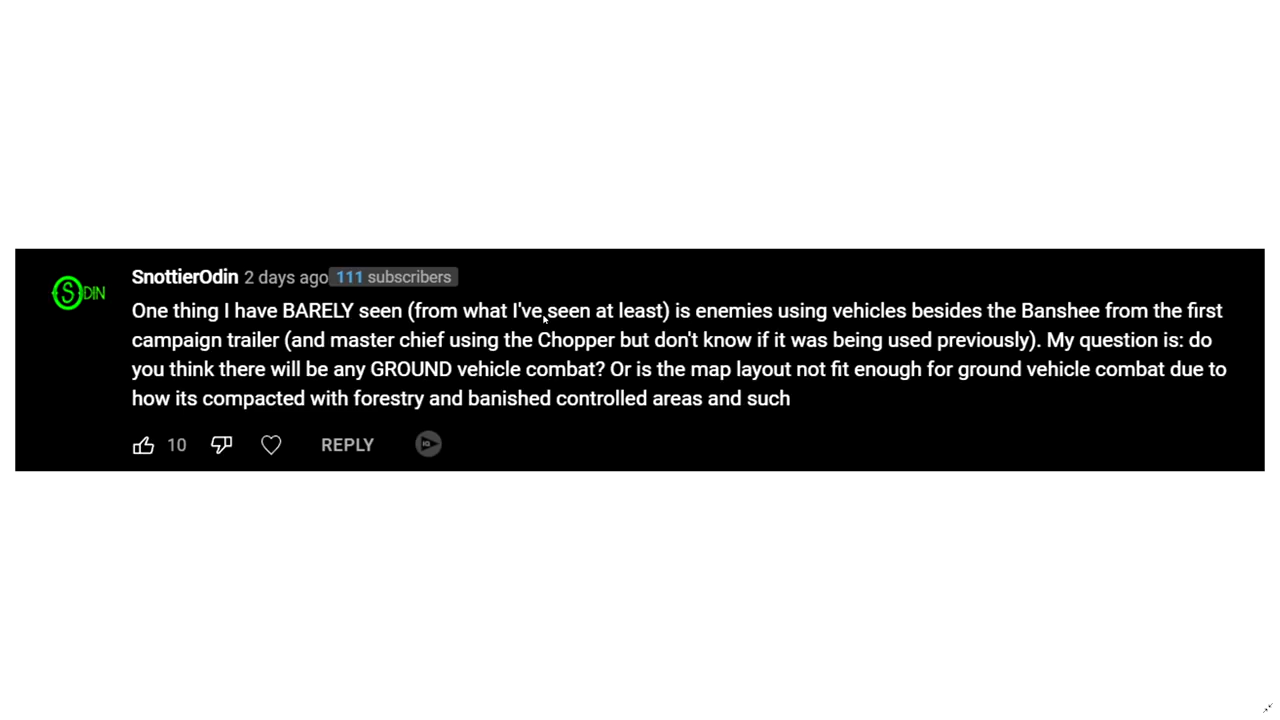 SDIN
SnottierOdin 2 days ago 111 subscribers
One thing I have BARELY seen (from what I've seen at least) is enemies using vehicles besides the Banshee from the first
campaign trailer (and master chief using the Chopper but don't know if it was being used previously). My question is: do
you think there will be any GROUND vehicle combat? Or is the map layout not fit enough for ground vehicle combat due to
how its compacted with forestry and banished controlled areas and such
10 REPLY IQ